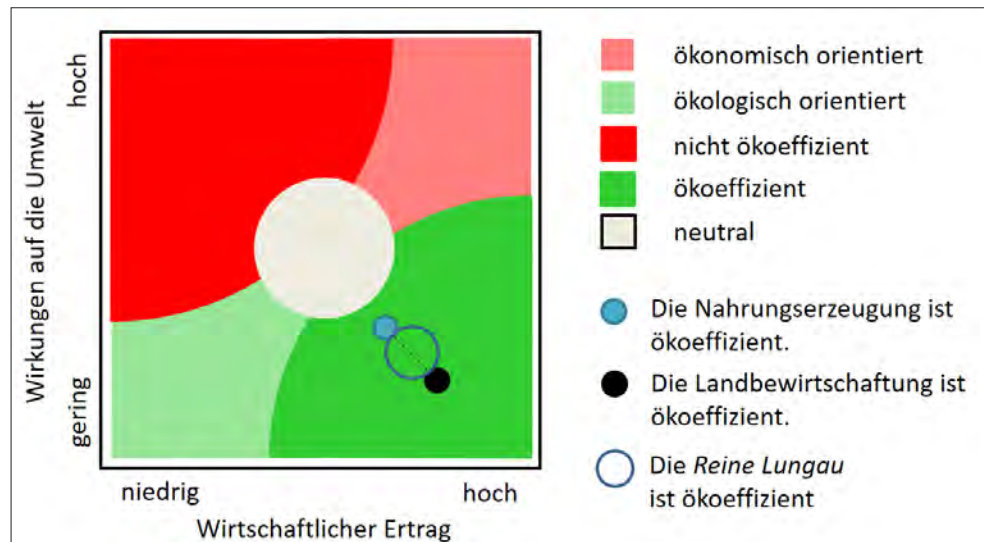 Wirkungen auf die Umwelt
hoch
gering
niedrig
hoch
Wirtschaftlicher Ertrag
ökonomisch orientiert
ökologisch orientiert
nicht ökoeffizient
ökoeffizient
neutral
Die Nahrungserzeugung ist
ökoeffizient.
Die Landbewirtschaftung ist
ökoeffizient.
Die Reine Lungau
ist ökoeffizient